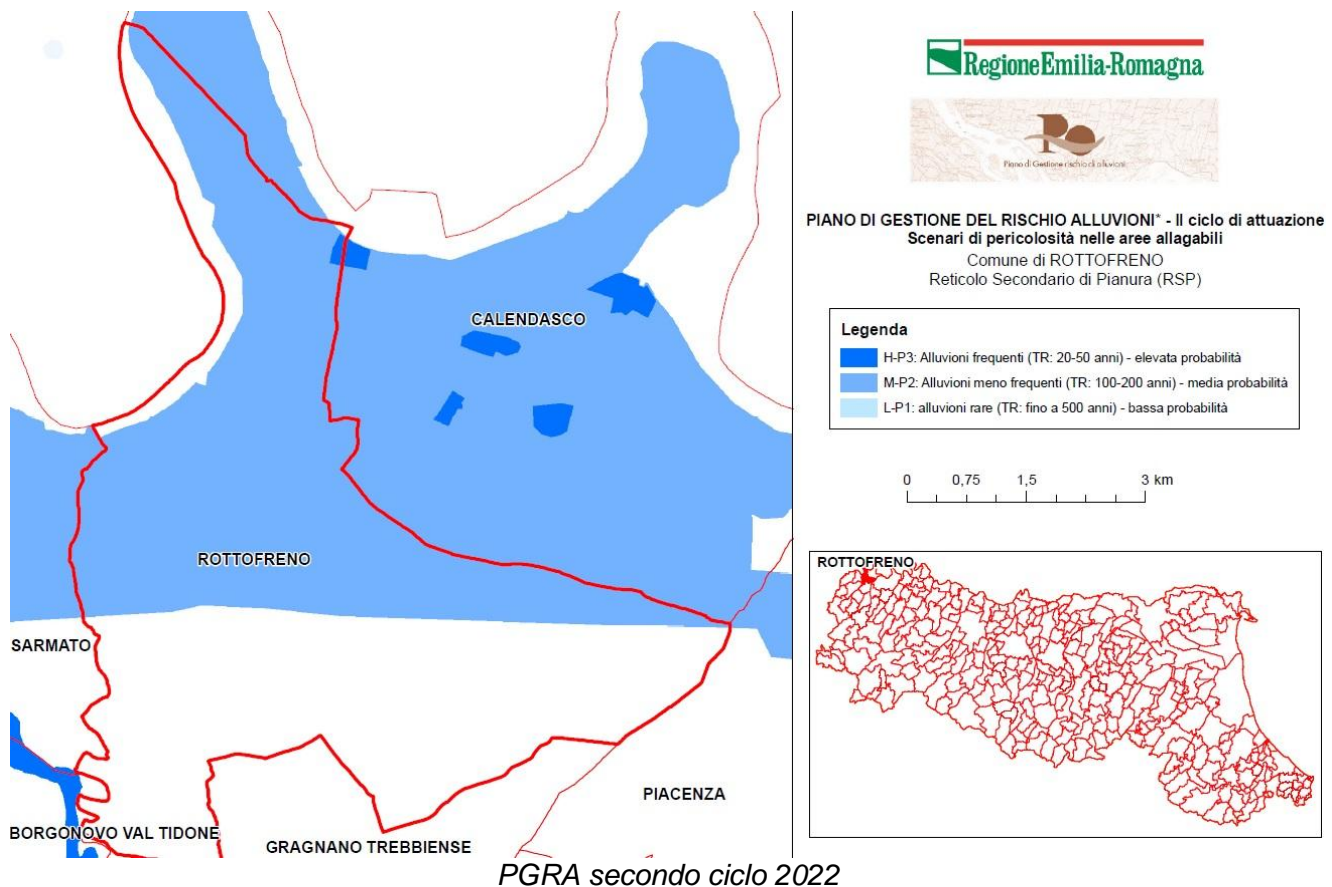 RegioneEmilia-Romagna
Po
Piano di Gestione rischio di alluvioni
PIANO DI GESTIONE DEL RISCHIO ALLUVIONI* - II ciclo di attuazione
Scenari di pericolosità nelle aree allagabili
Comune di ROTTOFRENO
Reticolo Secondario di Pianura (RSP)
Legenda
H-P3: Alluvioni frequenti (TR: 20-50 anni) - elevata probabilità
M-P2: Alluvioni meno frequenti (TR: 100-200 anni) - media probabilità
L-P1: alluvioni rare (TR: fino a 500 anni) - bassa probabilità
0 0,75 1,5 3 km
ROTTOFRENO
CALENDASCO
ROTTOFRENO
SARMATO
PIACENZA
BORGONOVO VAL TIDONE
GRAGNANO TREBBIENSE
PGRA secondo ciclo 2022